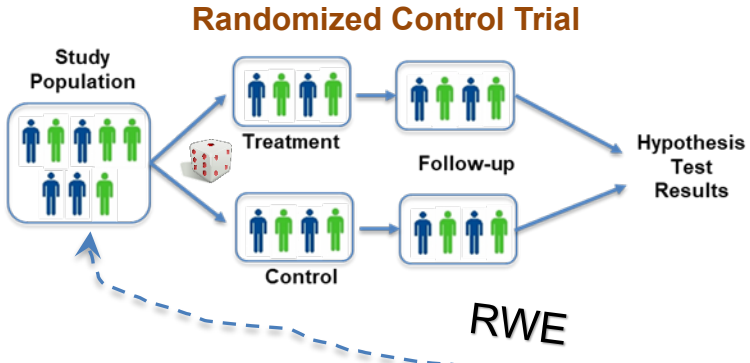 Randomized Control Trial
Study
Population
Treatment
Follow-up
Control
Hypothesis
Test
Results
RWE